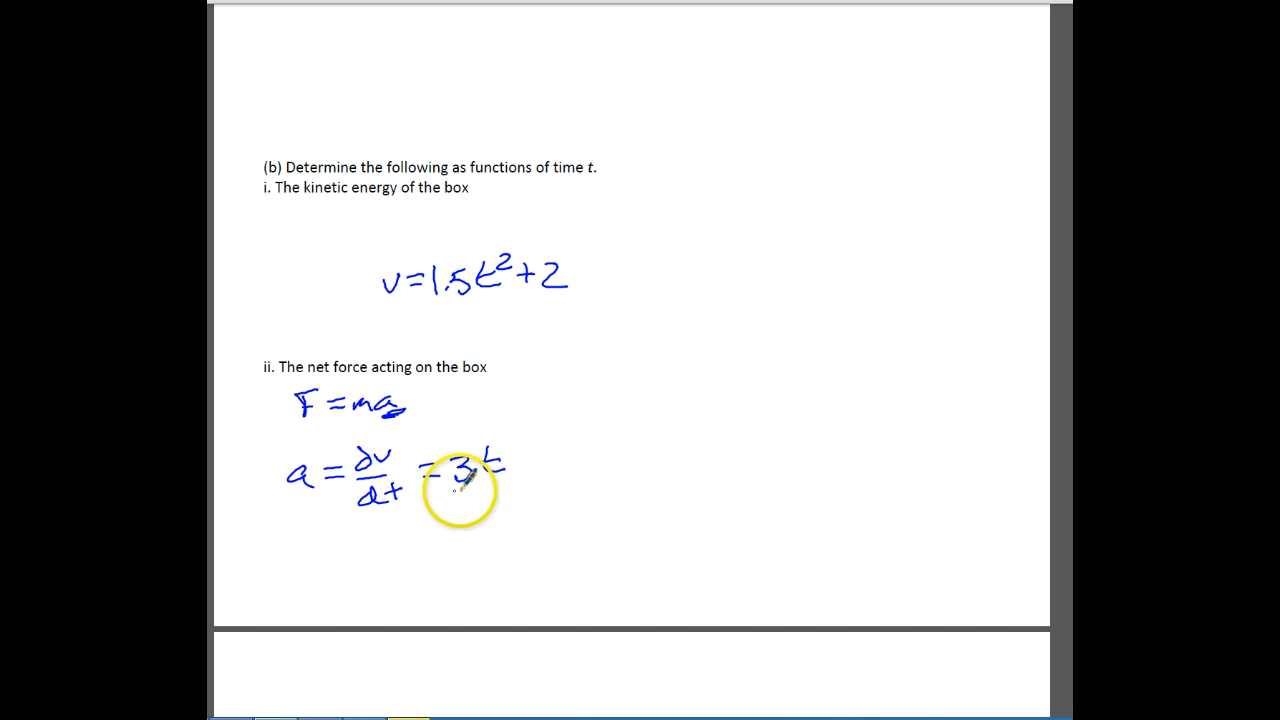 (b) Determine the following as functions of time t.
i. The kinetic energy of the box
v=1.5t²+2
ii. The net force acting on the box
F=ma
a = dv/dt = 3t